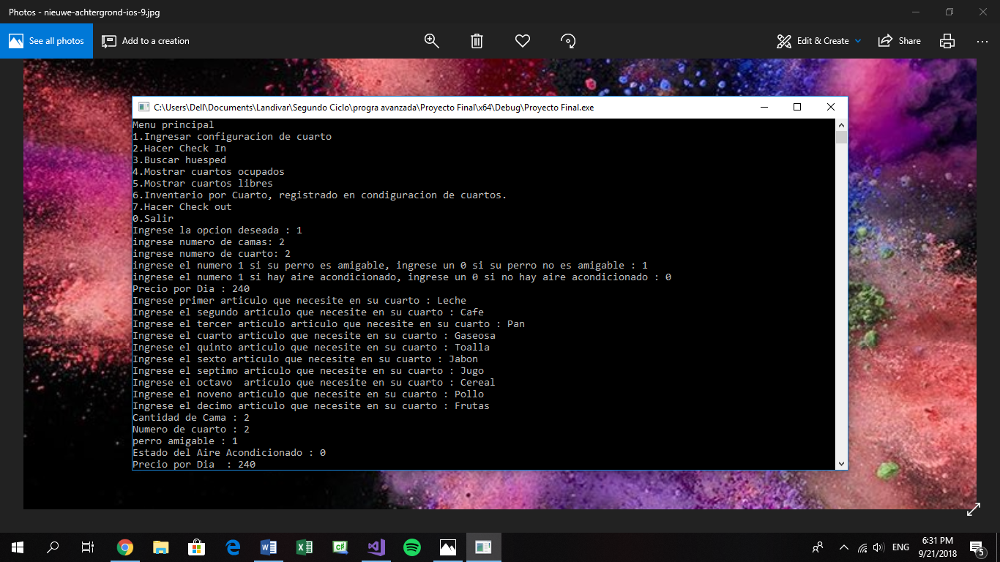 Photos - nieuwe-achtergrond-ios-9.jpg
See all photos
Add to a creation
Edit & Create
Share
C:\Users\Dell\Documents\Landivar\Segundo Ciclo\progra avanzada\Proyecto Final\x64\Debug\Proyecto Final.exe
Menu principal
1.Ingresar configuracion de cuarto
2.Hacer Check In
3.Buscar huesped
4.Mostrar cuartos ocupados
5.Mostrar cuartos libres
6.Inventario por Cuarto, registrado en condiguracion de cuartos.
7.Hacer Check out
0.Salir
Ingrese la opcion deseada : 1
ingrese numero de camas: 2
ingrese numero de cuarto: 2
ingrese el numero 1 si su perro es amigable, ingrese un 0 si su perro no es amigable : 1
ingrese el numero 1 si hay aire acondicionado, ingrese un 0 si no hay aire acondicionado : 0
Precio por Dia : 240
Ingrese primer articulo que necesite en su cuarto : Leche
Ingrese el segundo articulo que necesite en su cuarto : Cafe
Ingrese el tercer articulo articulo que necesite en su cuarto : Pan
Ingrese el cuarto articulo que necesite en su cuarto : Gaseosa
Ingrese el quinto articulo que necesite en su cuarto : Toalla
Ingrese el sexto articulo que necesite en su cuarto : Jabon
Ingrese el septimo articulo que necesite en su cuarto : Jugo
Ingrese el octavo  articulo que necesite en su cuarto : Cereal
Ingrese el noveno articulo que necesite en su cuarto : Pollo
Ingrese el decimo articulo que necesite en su cuarto : Frutas
Cantidad de Cama : 2
Numero de cuarto : 2
perro amigable : 1
Estado del Aire Acondicionado : 0
Precio por Dia  : 240
ENG
6:31 PM
9/21/2018
5